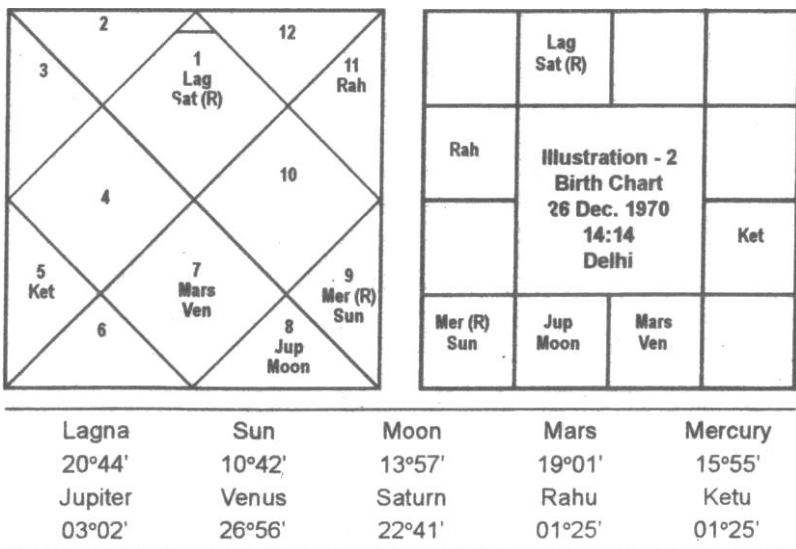 2
12
3
1
Lag
Sat (R)
11
Rah
4
10
5
Ket
7
Mars
Ven
9
Mer (R)
Sun
6
8
Jup
Moon
Lag
Sat (R)
Rah
Illustration - 2
Birth Chart
26 Dec. 1970
14:14
Delhi
Ket
Mer (R)
Sun
Jup
Moon
Mars
Ven
Lagna Sun Moon Mars Mercury
20°44' 10°42' 13°57' 19°01' 15°55'
Jupiter Venus Saturn Rahu Ketu
03°02' 26°56' 22°41' 01°25' 01°25'